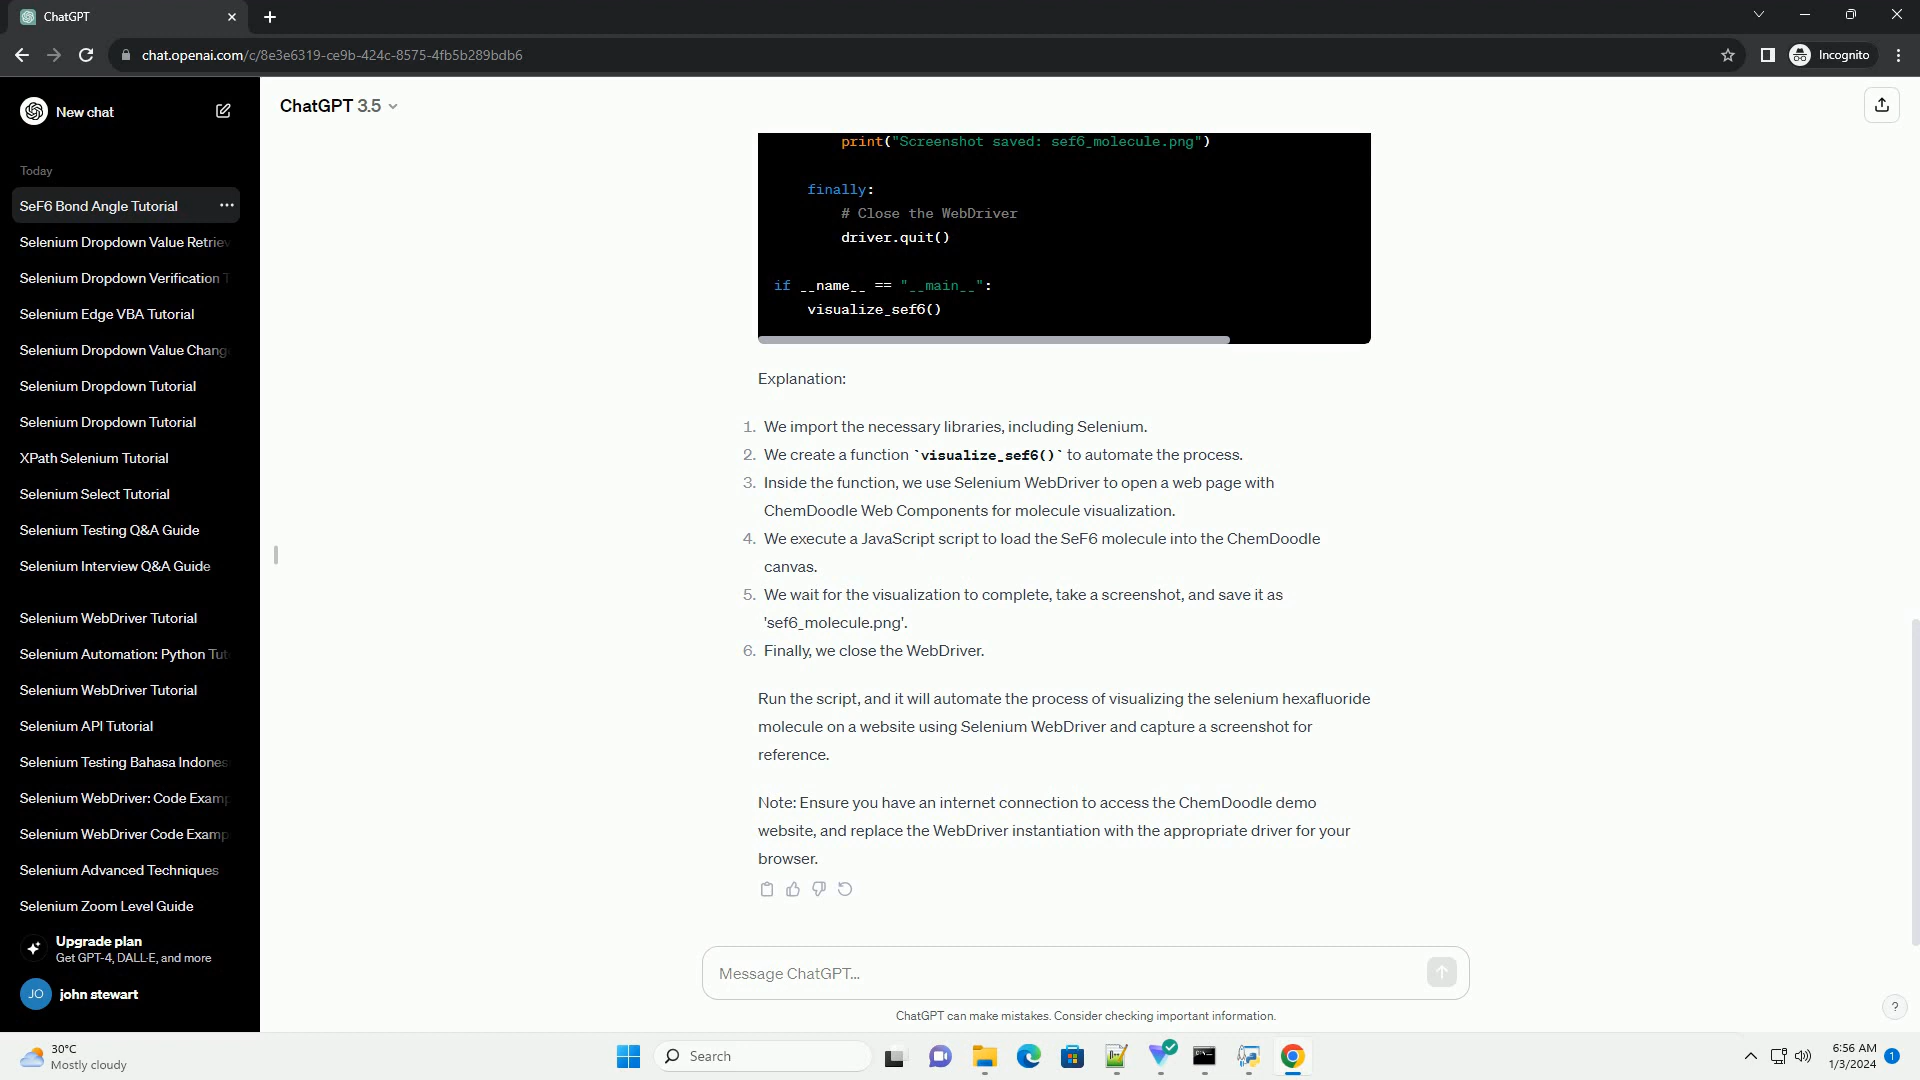 ChatGPT
chat.openai.com/c/8e3e6319-ce9b-424c-8575-4fb5b289bdb6
Incognito
New chat
Today
SeF6 Bond Angle Tutorial
Selenium Dropdown Value Retriev
Selenium Dropdown Verification T
Selenium Edge VBA Tutorial
Selenium Dropdown Value Chang
Selenium Dropdown Tutorial
Selenium Dropdown Tutorial
XPath Selenium Tutorial
Selenium Select Tutorial
Selenium Testing Q&A Guide
Selenium Interview Q&A Guide
Selenium WebDriver Tutorial
Selenium Automation: Python Tut
Selenium WebDriver Tutorial
Selenium API Tutorial
Selenium Testing Bahasa Indones
Selenium WebDriver: Code Examp
Selenium WebDriver Code Examp
Selenium Advanced Techniques
Selenium Zoom Level Guide
Upgrade plan
Get GPT-4, DALL·E, and more
JO john stewart
ChatGPT 3.5
print("Screenshot saved: sef6_molecule.png")
finally:
# Close the WebDriver
driver.quit()
if __name__ == "__main__":
visualize_sef6()
Explanation:
1. We import the necessary libraries, including Selenium.
2. We create a function `visualize_sef6()` to automate the process.
3. Inside the function, we use Selenium WebDriver to open a web page with
ChemDoodle Web Components for molecule visualization.
4. We execute a JavaScript script to load the SeF6 molecule into the ChemDoodle
canvas.
5. We wait for the visualization to complete, take a screenshot, and save it as
'sef6_molecule.png'.
6. Finally, we close the WebDriver.
Run the script, and it will automate the process of visualizing the selenium hexafluoride
molecule on a website using Selenium WebDriver and capture a screenshot for
reference.
Note: Ensure you have an internet connection to access the ChemDoodle demo
website, and replace the WebDriver instantiation with the appropriate driver for your
browser.
Message ChatGPT...
ChatGPT can make mistakes. Consider checking important information.
?
30°C
Mostly cloudy
Search
6:56 AM
1/3/2024
1